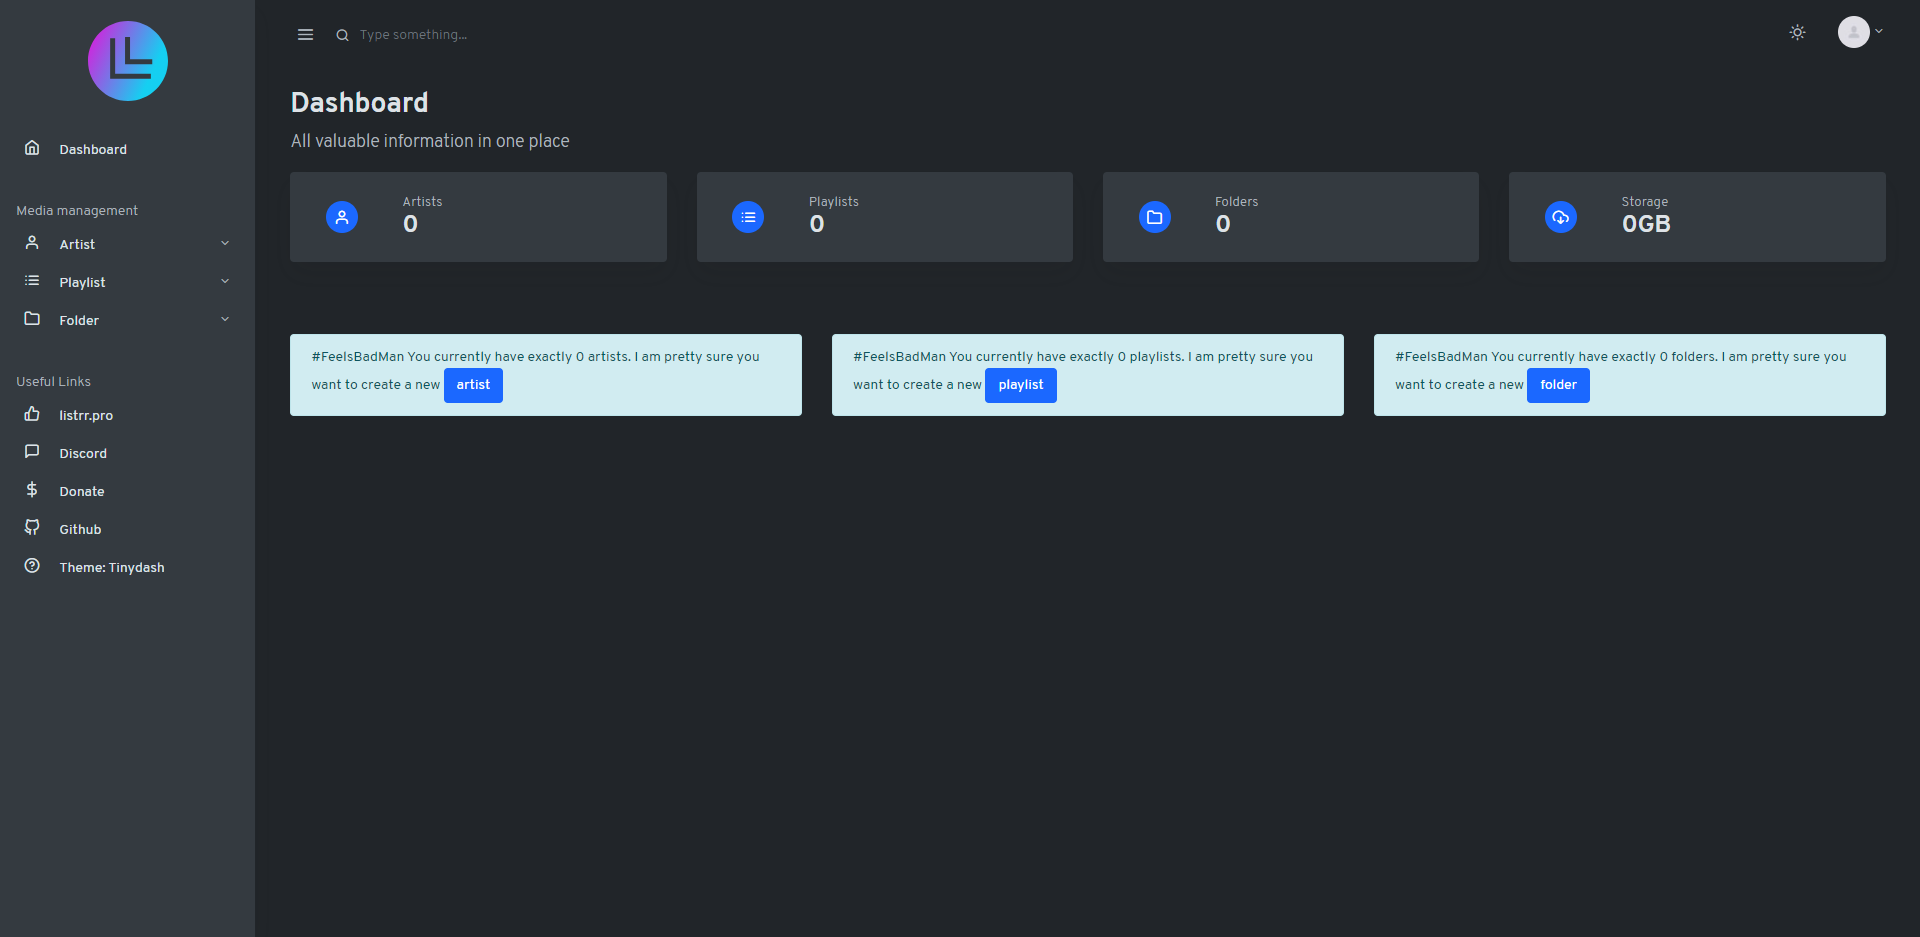 Type something...
Dashboard
All valuable information in one place
Dashboard
Media management
Artist
Playlist
Folder
Useful Links
listrr.pro
Discord
Donate
Github
Theme: Tinydash
Artists
0
Playlists
0
Folders
0
Storage
0GB
#FeelsBadMan You currently have exactly 0 artists. I am pretty sure you
want to create a new artist
#FeelsBadMan You currently have exactly 0 playlists. I am pretty sure you
want to create a new playlist
#FeelsBadMan You currently have exactly 0 folders. I am pretty sure you
want to create a new folder